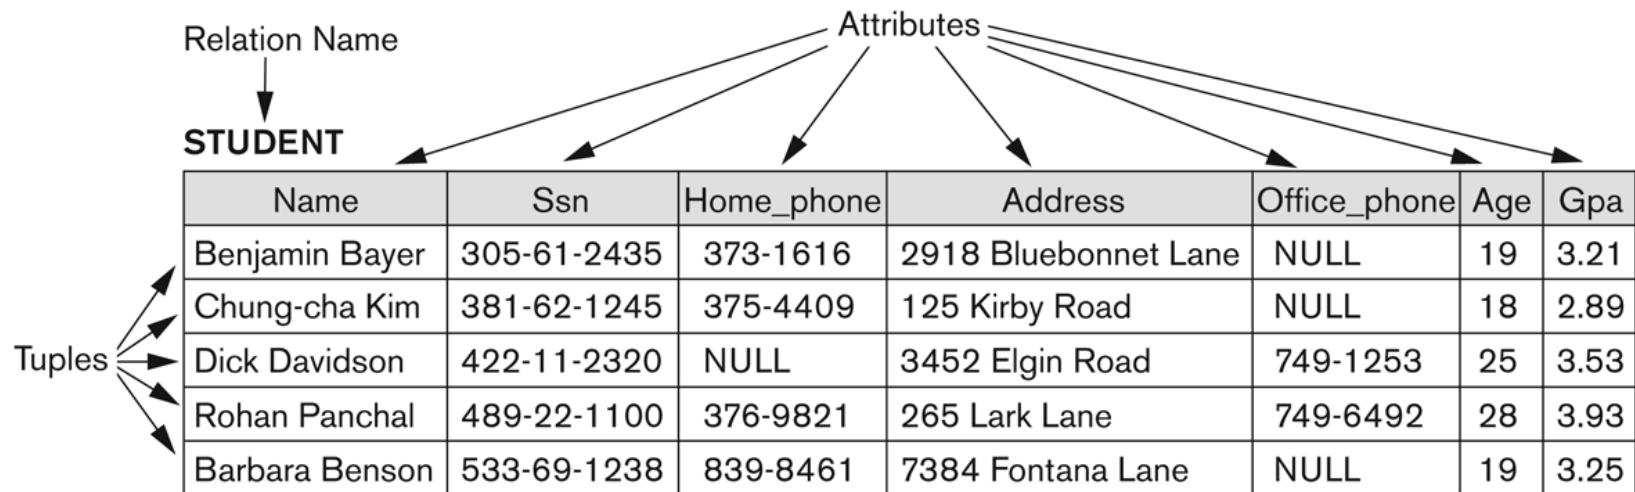 Relation Name
Attributes
STUDENT
Name Ssn Home_phone Address Office_phone Age Gpa
Benjamin Bayer 305-61-2435 373-1616 2918 Bluebonnet Lane NULL 19 3.21
Chung-cha Kim 381-62-1245 375-4409 125 Kirby Road NULL 18 2.89
Tuples
Dick Davidson 422-11-2320 NULL 3452 Elgin Road 749-1253 25 3.53
Rohan Panchal 489-22-1100 376-9821 265 Lark Lane 749-6492 28 3.93
Barbara Benson 533-69-1238 839-8461 7384 Fontana Lane NULL 19 3.25